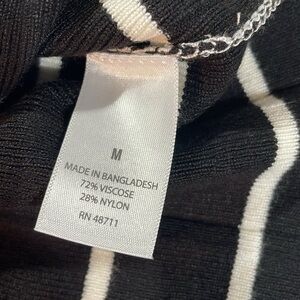 M
MADE IN BANGLADESH
72% VISCOSE
28% NYLON
RN 48711